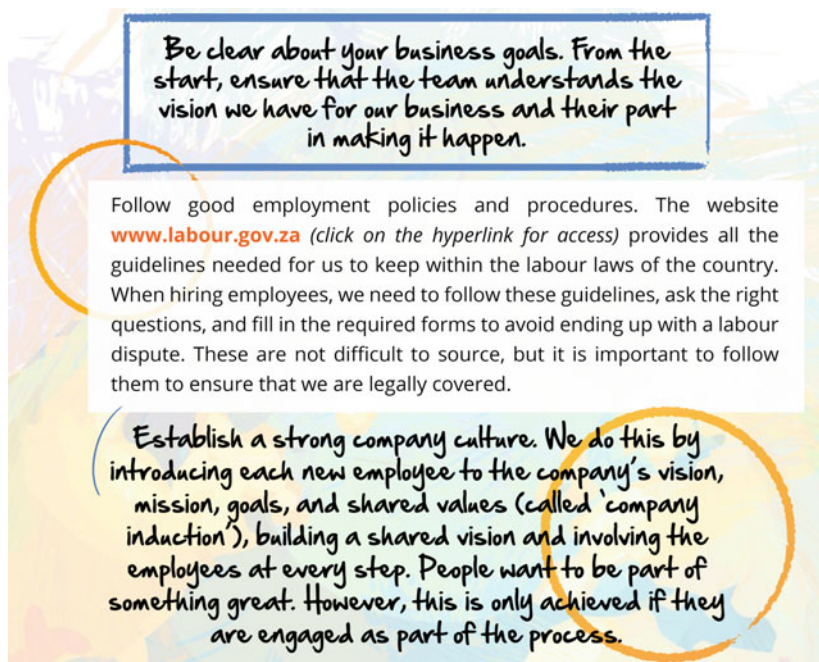 Be clear about your business goals. From the
start, ensure that the team understands the
vision we have for our business and their part
in making it happen.
Follow good employment policies and procedures. The website
www.labour.gov.za (click on the hyperlink for access) provides all the
guidelines needed for us to keep within the labour laws of the country.
When hiring employees, we need to follow these guidelines, ask the right
questions, and fill in the required forms to avoid ending up with a labour
dispute. These are not difficult to source, but it is important to follow
them to ensure that we are legally covered.
Establish a strong company culture. We do this by
introducing each new employee to the company's vision,
mission, goals, and shared values (called 'company
induction'), building a shared vision and involving the
employees at every step. People want to be part of
something great. However, this is only achieved if they
are engaged as part of the process.